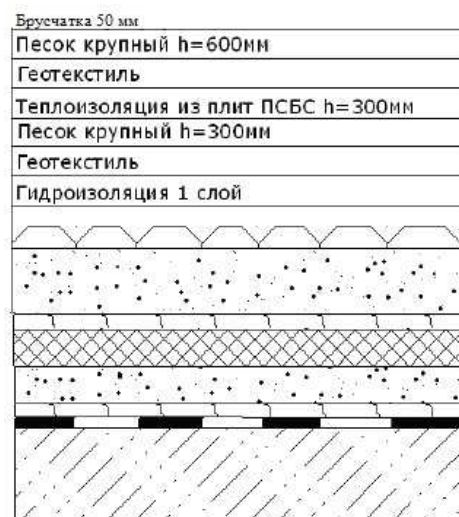 Брусчатка 50 мм
Песок крупный h=600мм
Геотекстиль
Теплоизоляция из плит ПСБС h=300мм
Песок крупный h=300мм
Геотекстиль
Гидроизоляция 1 слой